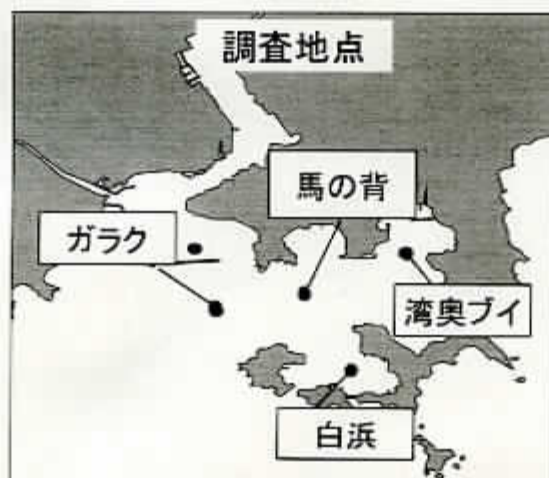 調査地点
馬の背
ガラク
湾奥ブイ
白浜